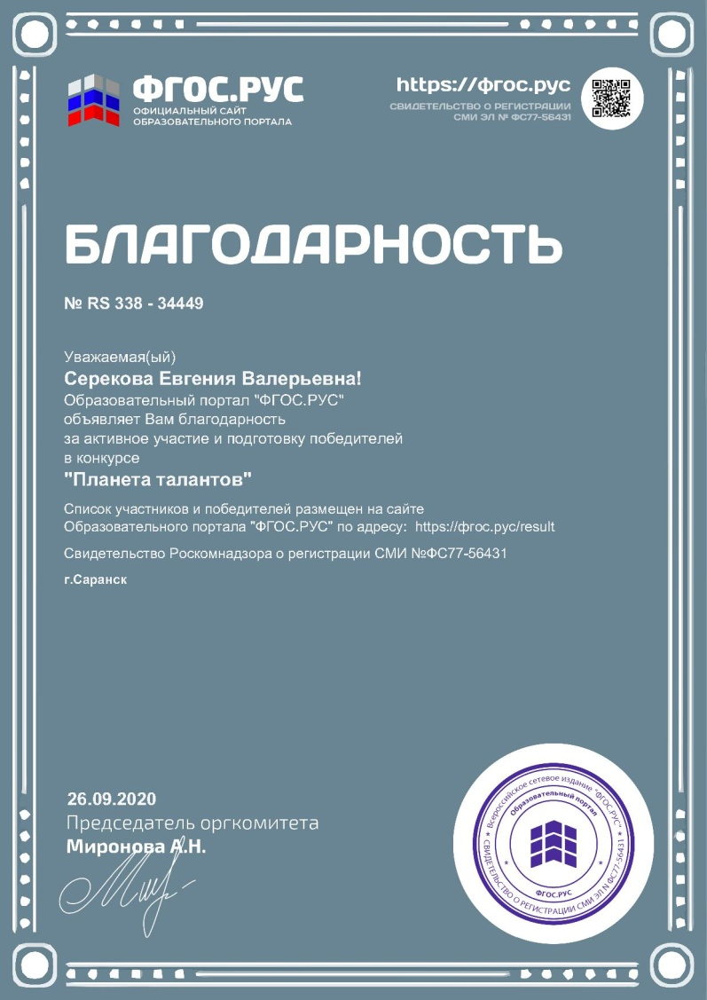 ФГОС.РУС
ОФИЦИАЛЬНЫЙ САЙТ
ОБРАЗОВАТЕЛЬНОГО ПОРТАЛА
https://фгос.рус
СВИДЕТЕЛЬСТВО О РЕГИСТРАЦИИ
СМИ ЭЛ № ФС77-56431
БЛАГОДАРНОСТЬ
№ RS 338 - 34449
Уважаемая(ый)
Серекова Евгения Валерьевна!
Образовательный портал "ФГОС.РУС"
объявляет Вам благодарность
за активное участие и подготовку победителей
в конкурсе
"Планета талантов"
Список участников и победителей размещен на сайте
Образовательного портала "ФГОС.РУС" по адресу: https://фгос.рус/result
Свидетельство Роскомнадзора о регистрации СМИ №ФС77-56431
г.Саранск
26.09.2020
Председатель оргкомитета
Миронова А.Н.
Всероссийское сетевое издание "ФГОС.РУС"
СВИДЕТЕЛЬСТВО О РЕГИСТРАЦИИ СМИ ЭЛ N ФС77-56431
Образовательный портал
ФГОС.РУС